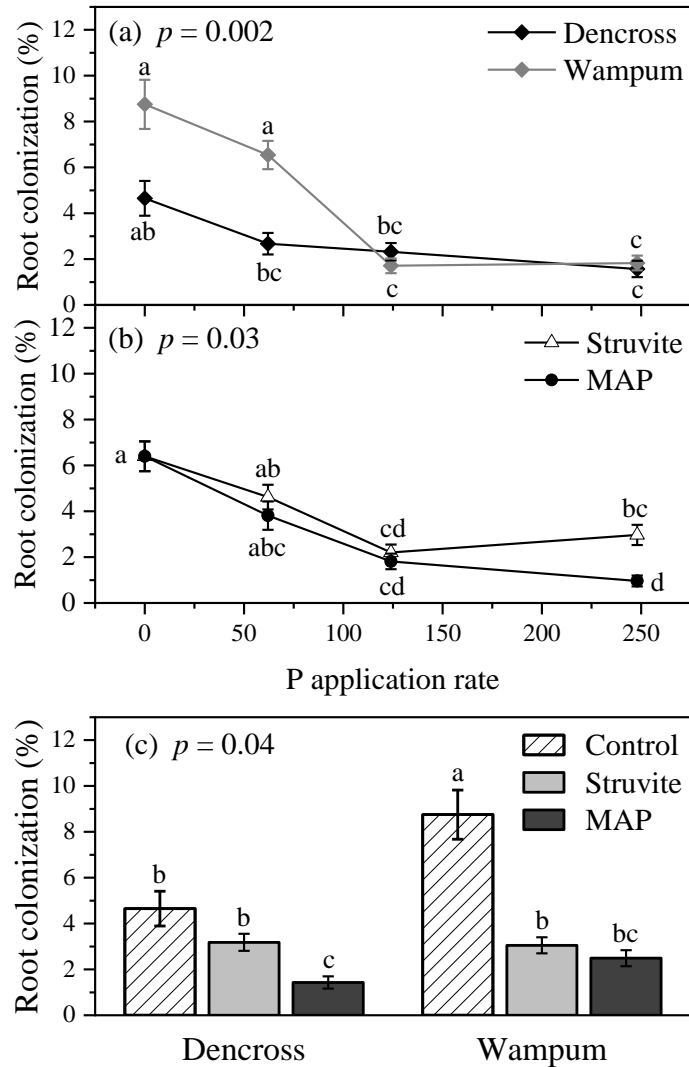 (a) p = 0.002
Dencross
Wampum
Root colonization (%)
12
10
8
6
4
2
0
a
a
ab
bc
bc
c
c
c
(b) p = 0.03
Struvite
MAP
Root colonization (%)
12
10
8
6
4
2
0
a
ab
abc
cd
cd
bc
d
0 50 100 150 200 250
P application rate
(c) p = 0.04
Control
Struvite
MAP
Root colonization (%)
12
10
8
6
4
2
0
b
b
c
a
b
bc
Dencross Wampum